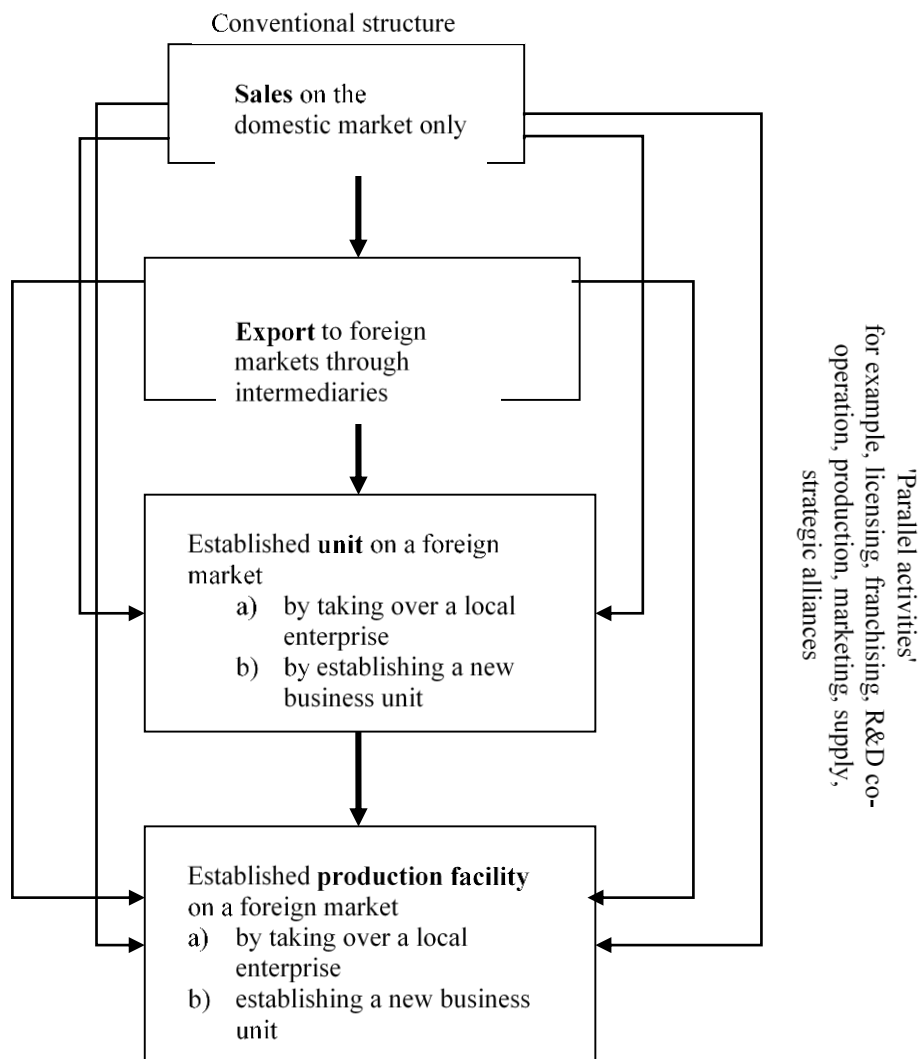 Conventional structure
Sales on the
domestic market only
Export to foreign
markets through
intermediaries
Established unit on a foreign
market
a) by taking over a local
enterprise
b) by establishing a new
business unit
Established production facility
on a foreign market
a) by taking over a local
enterprise
b) establishing a new business
unit
'Parallel activities'
for example, licensing, franchising, R&D co-
operation, production, marketing, supply,
strategic alliances